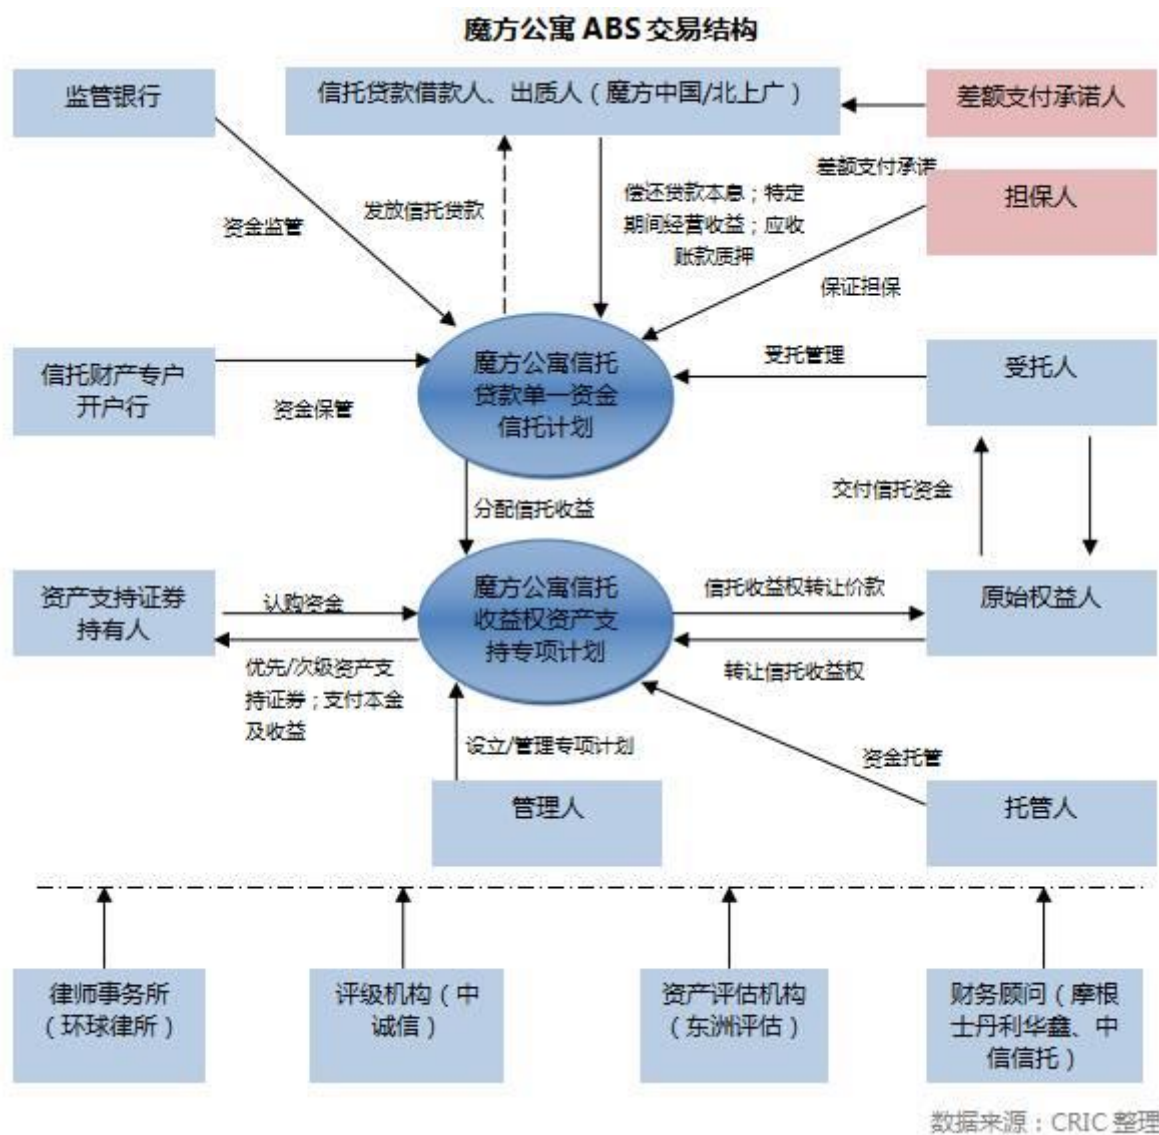 魔方公寓 ABS 交易结构
监管银行
信托贷款借款人、出质人（魔方中国/北上广）
差额支付承诺人
差额支付承诺
担保人
发放信托贷款
偿还贷款本息；特定
期间经营收益；应收
账款质押
资金监管
保证担保
信托财产专户
开户行
资金保管
魔方公寓信托
贷款单一资金
信托计划
受托管理
受托人
分配信托收益
交付信托资金
资产支持证券
持有人
认购资金
优先/次级资产支
持证券；支付本金
及收益
魔方公寓信托
收益权资产支
持专项计划
信托收益权转让价款
转让信托收益权
原始权益人
设立/管理专项计划
资金托管
管理人
托管人
律师事务所
（环球律所）
评级机构（中
诚信）
资产评估机构
（东洲评估）
财务顾问（摩根
士丹利华鑫、中
信信托）
数据来源：CRIC 整理